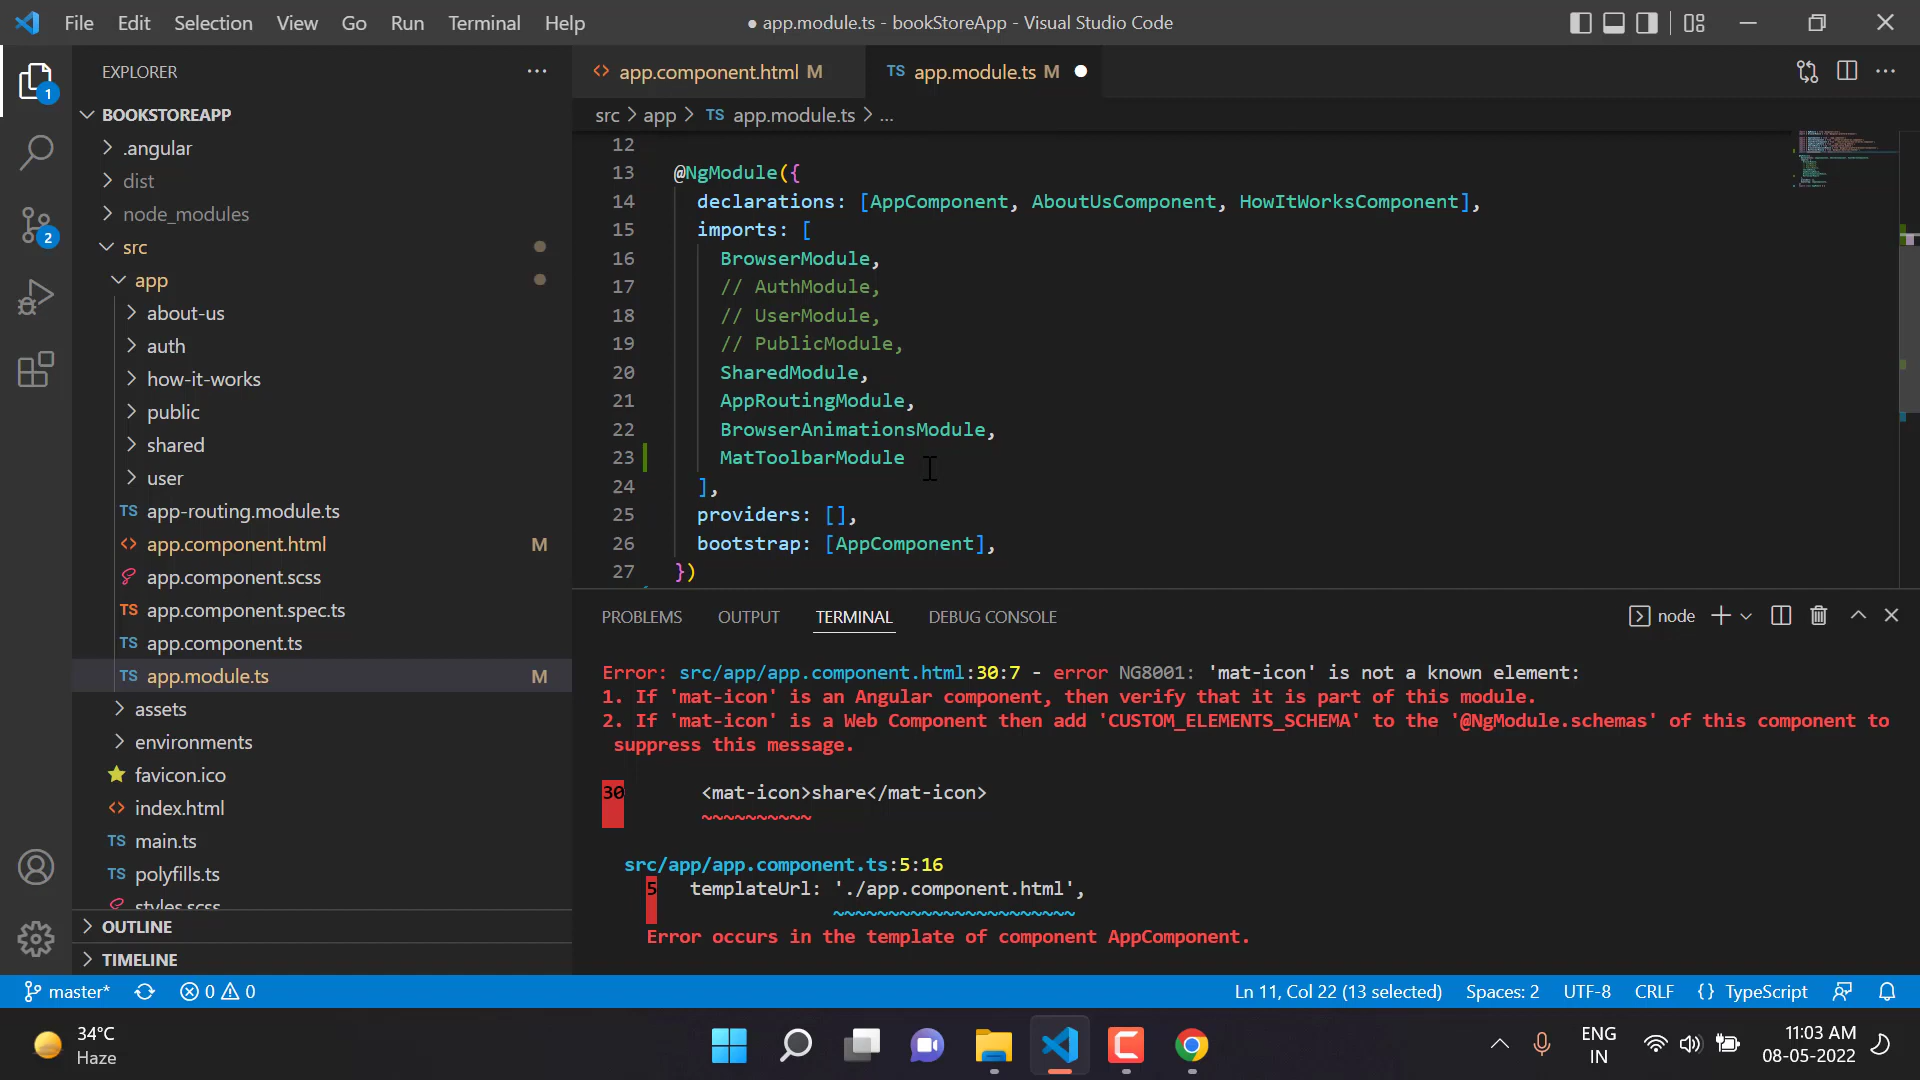 File Edit Selection View Go Run Terminal Help
● app.module.ts - bookStoreApp - Visual Studio Code
EXPLORER
BOOKSTOREAPP
.angular
dist
node_modules
src
app
about-us
auth
how-it-works
public
shared
user
TS app-routing.module.ts
<> app.component.html M
app.component.scss
TS app.component.spec.ts
TS app.component.ts
TS app.module.ts M
assets
environments
favicon.ico
<> index.html
TS main.ts
TS polyfills.ts
styles.scss
OUTLINE
TIMELINE
1
2
<> app.component.html M
TS app.module.ts M ●
src > app > TS app.module.ts > ...
12
13 @NgModule({
14 declarations: [AppComponent, AboutUsComponent, HowItWorksComponent],
15 imports: [
16 BrowserModule,
17 // AuthModule,
18 // UserModule,
19 // PublicModule,
20 SharedModule,
21 AppRoutingModule,
22 BrowserAnimationsModule,
23 MatToolbarModule
24 ],
25 providers: [],
26 bootstrap: [AppComponent],
27 })
PROBLEMS OUTPUT TERMINAL DEBUG CONSOLE
node
Error: src/app/app.component.html:30:7 - error NG8001: 'mat-icon' is not a known element:
1. If 'mat-icon' is an Angular component, then verify that it is part of this module.
2. If 'mat-icon' is a Web Component then add 'CUSTOM_ELEMENTS_SCHEMA' to the '@NgModule.schemas' of this component to
suppress this message.
30 <mat-icon>share</mat-icon>
~~~~~~~~~~
src/app/app.component.ts:5:16
5 templateUrl: './app.component.html',
~~~~~~~~~~~~~~~~~~~~~~
Error occurs in the template of component AppComponent.
master* 0 0
Ln 11, Col 22 (13 selected) Spaces: 2 UTF-8 CRLF {} TypeScript
34°C
Haze
ENG
IN
11:03 AM
08-05-2022